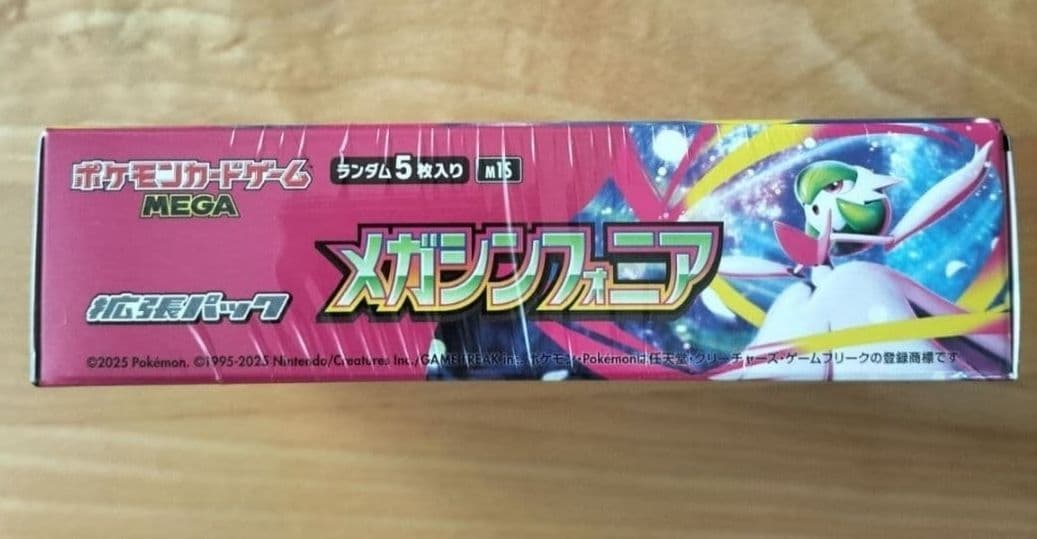 ポケモンカードゲーム
MEGA
ランダム5枚入り M1S
メガシンフォニア
拡張パック
©2025 Pokémon. ©1995-2025 Nintendo/Creatures Inc./GAME FREAK inc. ポケモン・Pokémonは任天堂・クリーチャーズ・ゲームフリークの登録商標です